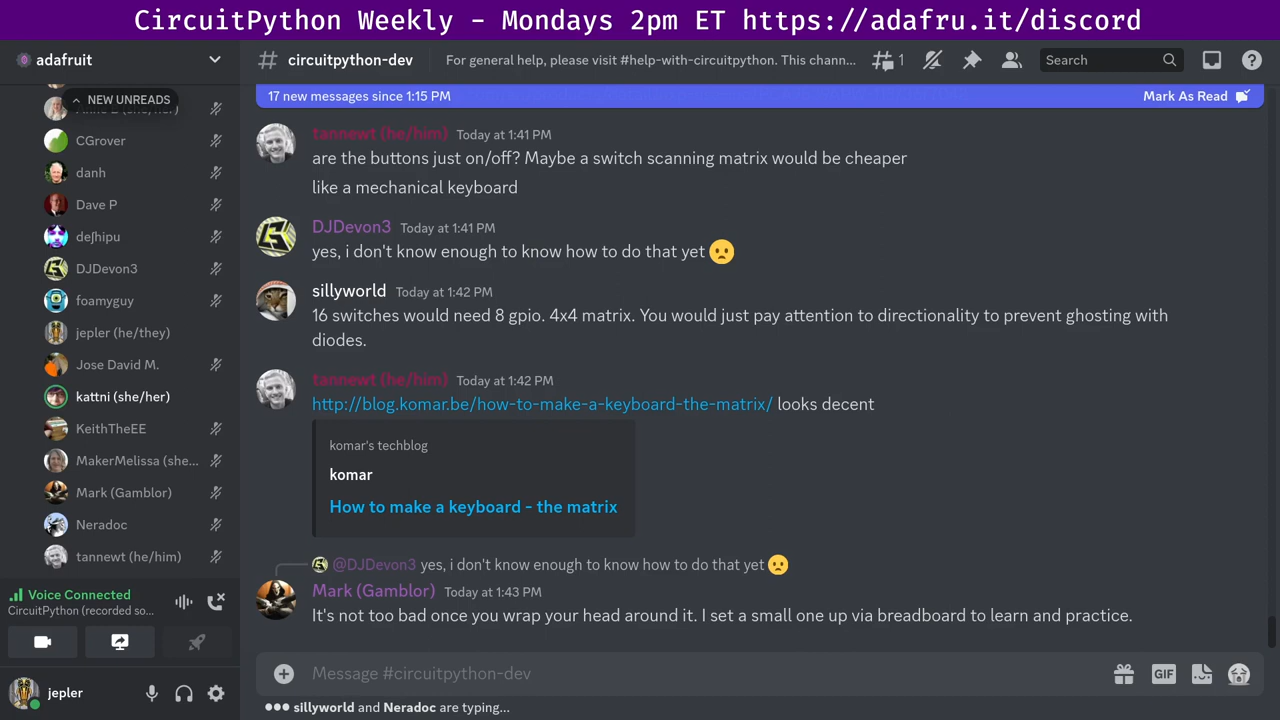 CircuitPython Weekly - Mondays 2pm ET https://adafru.it/discord
adafruit
NEW UNREADS
CGrover
danh
Dave P
deʃhipu
DJDevon3
foamyguy
jepler (he/they)
Jose David M.
kattni (she/her)
KeithTheEE
MakerMelissa (she...
Mark (Gamblor)
Neradoc
tannewt (he/him)
Voice Connected
CircuitPython (recorded so...
jepler
# circuitpython-dev
For general help, please visit #help-with-circuitpython. This chann...
1
Search
17 new messages since 1:15 PM
Mark As Read
tannewt (he/him) Today at 1:41 PM
are the buttons just on/off? Maybe a switch scanning matrix would be cheaper
like a mechanical keyboard
DJDevon3 Today at 1:41 PM
yes, i don't know enough to know how to do that yet
sillyworld Today at 1:42 PM
16 switches would need 8 gpio. 4x4 matrix. You would just pay attention to directionality to prevent ghosting with
diodes.
tannewt (he/him) Today at 1:42 PM
http://blog.komar.be/how-to-make-a-keyboard-the-matrix/ looks decent
komar's techblog
komar
How to make a keyboard - the matrix
@DJDevon3 yes, i don't know enough to know how to do that yet
Mark (Gamblor) Today at 1:43 PM
It's not too bad once you wrap your head around it. I set a small one up via breadboard to learn and practice.
Message #circuitpython-dev
GIF
sillyworld and Neradoc are typing...